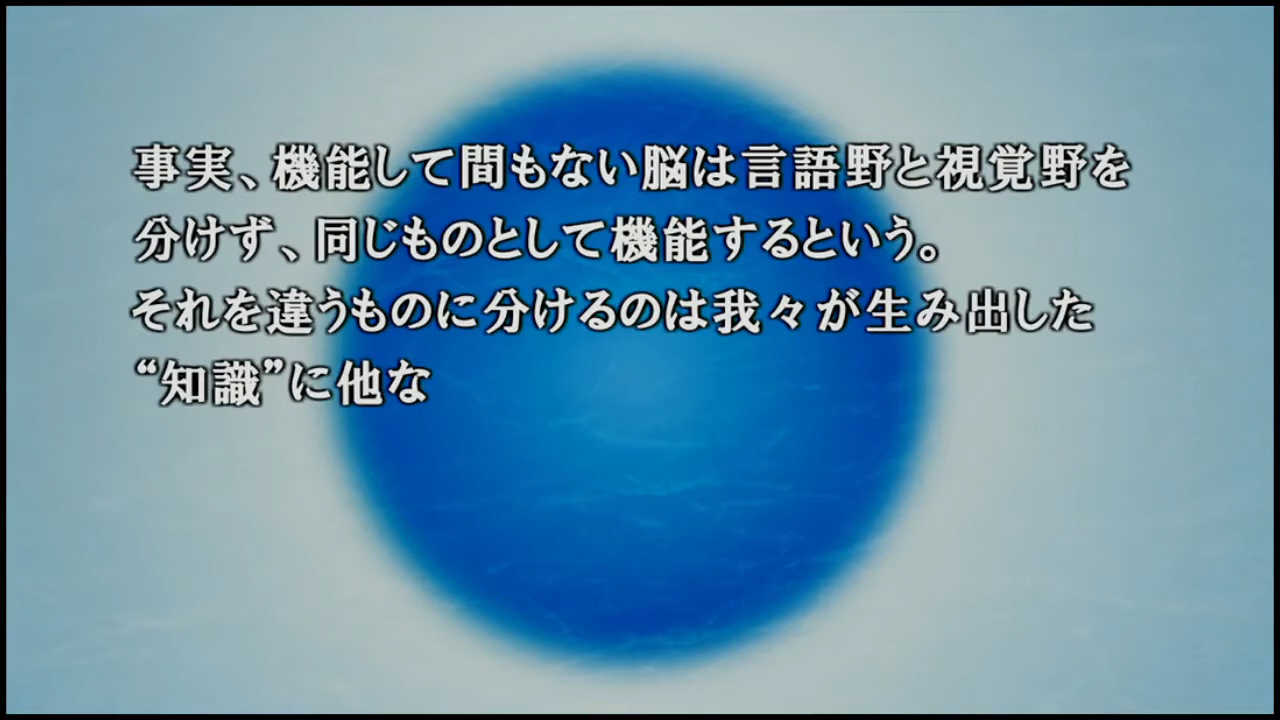 事実、機能して間もない脳は言語野と視覚野を
分けず、同じものとして機能するという。
それを違うものに分けるのは我々が生み出した
“知識”に他な